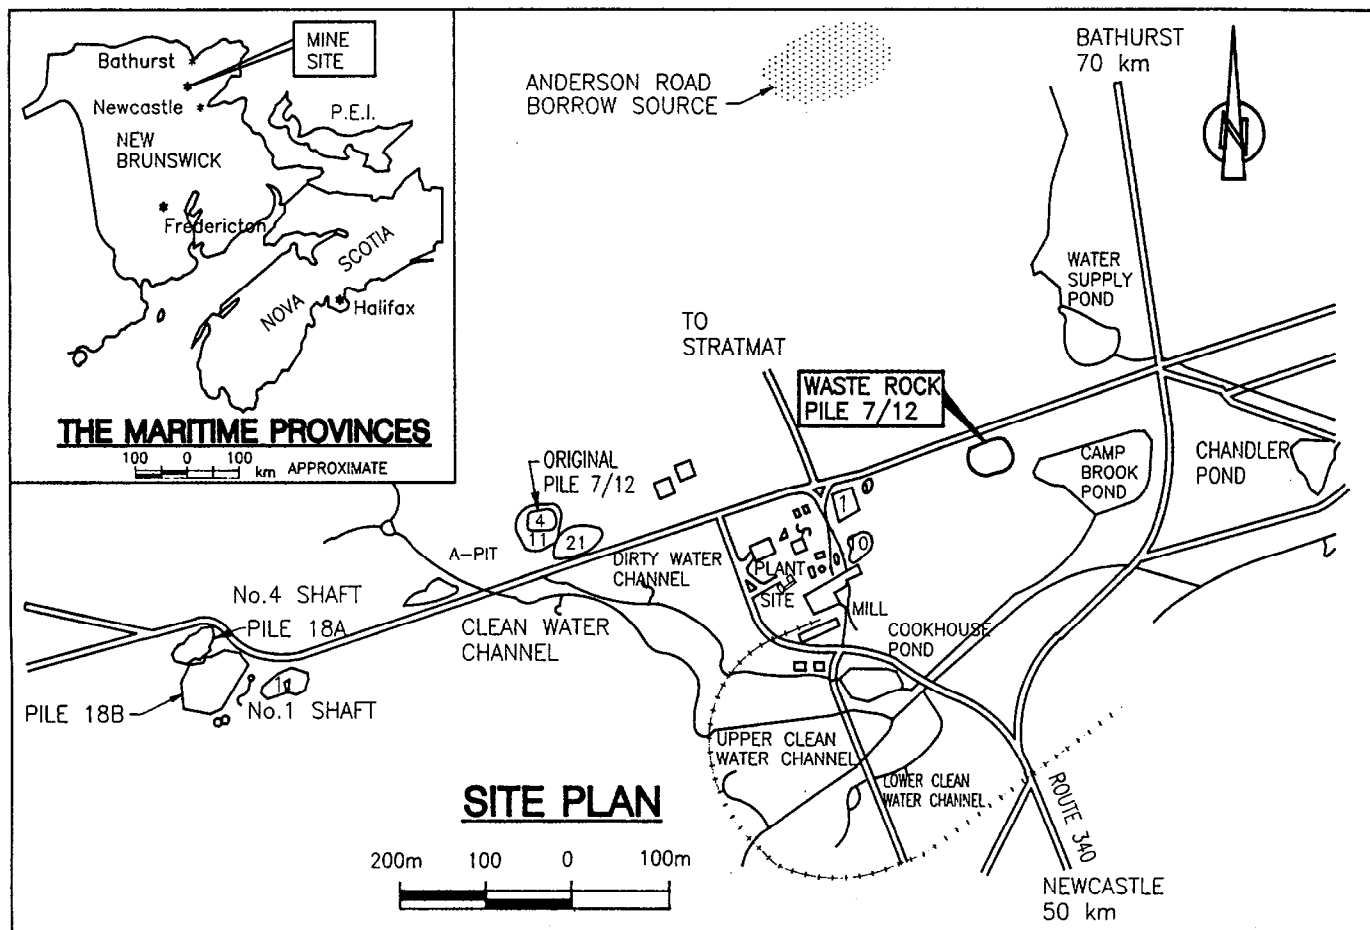 MINE
SITE
Bathurst
Newcastle
P.E.I.
NEW
BRUNSWICK
Fredericton
SCOTIA
NOVA
Halifax
THE MARITIME PROVINCES
100 0 100
km APPROXIMATE
ANDERSON ROAD
BORROW SOURCE
BATHURST
70 km
N
WATER
SUPPLY
POND
TO
STRATMAT
WASTE ROCK
PILE 7/12
CAMP
BROOK
POND
CHANDLER
POND
ORIGINAL
PILE 7/12
4
11
21
7
10
A-PIT
DIRTY WATER
CHANNEL
PLANT
SITE
MILL
No.4 SHAFT
PILE 18A
CLEAN WATER
CHANNEL
COOKHOUSE
POND
1
PILE 18B
No.1 SHAFT
UPPER CLEAN
WATER CHANNEL
LOWER CLEAN
WATER CHANNEL
ROUTE 340
SITE PLAN
200m 100 0 100m
NEWCASTLE
50 km